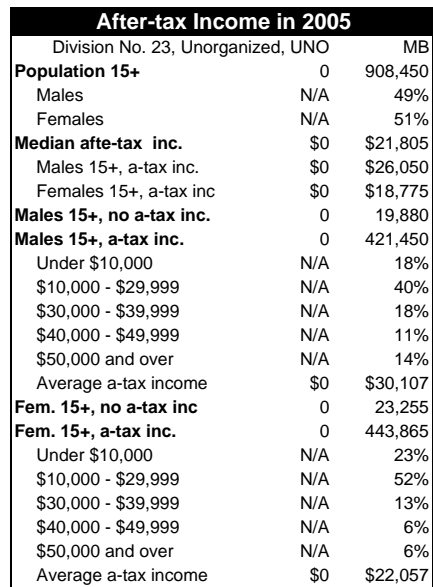 After-tax Income in 2005
Division No. 23, Unorganized, UNO MB
Population 15+ 0 908,450
Males N/A 49%
Females N/A 51%
Median afte-tax inc. $0 $21,805
Males 15+, a-tax inc. $0 $26,050
Females 15+, a-tax inc $0 $18,775
Males 15+, no a-tax inc. 0 19,880
Males 15+, a-tax inc. 0 421,450
Under $10,000 N/A 18%
$10,000 - $29,999 N/A 40%
$30,000 - $39,999 N/A 18%
$40,000 - $49,999 N/A 11%
$50,000 and over N/A 14%
Average a-tax income $0 $30,107
Fem. 15+, no a-tax inc 0 23,255
Fem. 15+, a-tax inc. 0 443,865
Under $10,000 N/A 23%
$10,000 - $29,999 N/A 52%
$30,000 - $39,999 N/A 13%
$40,000 - $49,999 N/A 6%
$50,000 and over N/A 6%
Average a-tax income $0 $22,057